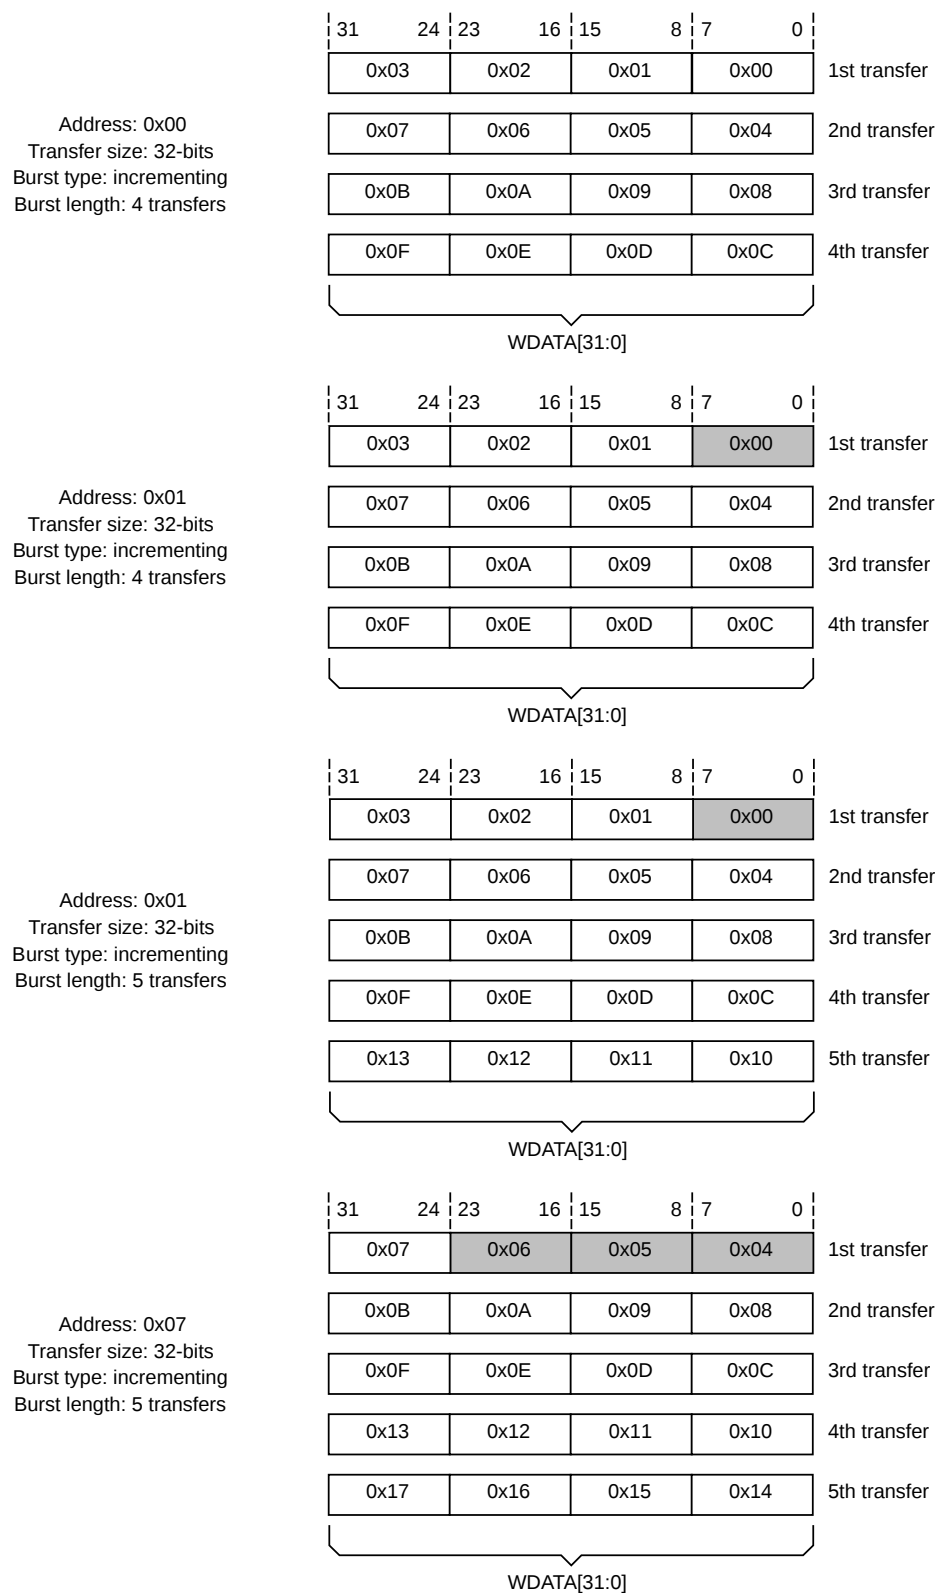 31 24 23 16 15 8 7 0
0x03 0x02 0x01 0x00 1st transfer
Address: 0x00
Transfer size: 32-bits
Burst type: incrementing
Burst length: 4 transfers
0x07 0x06 0x05 0x04 2nd transfer
0x0B 0x0A 0x09 0x08 3rd transfer
0x0F 0x0E 0x0D 0x0C 4th transfer
WDATA[31:0]
31 24 23 16 15 8 7 0
0x03 0x02 0x01 0x00 1st transfer
Address: 0x01
Transfer size: 32-bits
Burst type: incrementing
Burst length: 4 transfers
0x07 0x06 0x05 0x04 2nd transfer
0x0B 0x0A 0x09 0x08 3rd transfer
0x0F 0x0E 0x0D 0x0C 4th transfer
WDATA[31:0]
31 24 23 16 15 8 7 0
0x03 0x02 0x01 0x00 1st transfer
0x07 0x06 0x05 0x04 2nd transfer
Address: 0x01
Transfer size: 32-bits
Burst type: incrementing
Burst length: 5 transfers
0x0B 0x0A 0x09 0x08 3rd transfer
0x0F 0x0E 0x0D 0x0C 4th transfer
0x13 0x12 0x11 0x10 5th transfer
WDATA[31:0]
31 24 23 16 15 8 7 0
0x07 0x06 0x05 0x04 1st transfer
0x0B 0x0A 0x09 0x08 2nd transfer
Address: 0x07
Transfer size: 32-bits
Burst type: incrementing
Burst length: 5 transfers
0x0F 0x0E 0x0D 0x0C 3rd transfer
0x13 0x12 0x11 0x10 4th transfer
0x17 0x16 0x15 0x14 5th transfer
WDATA[31:0]